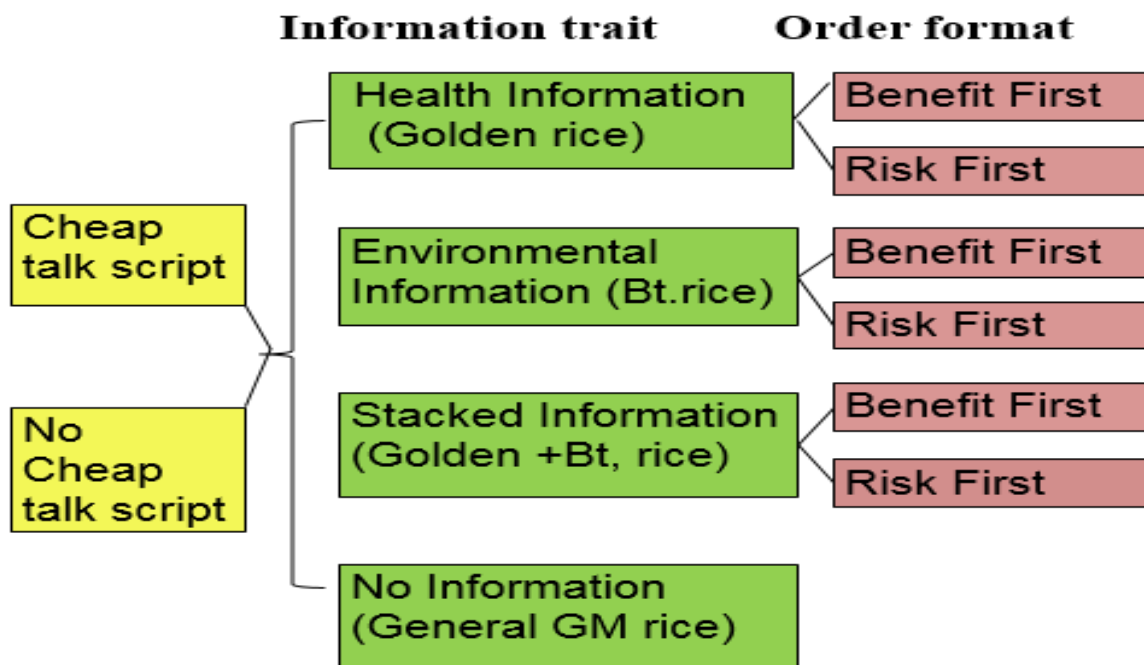 Information trait
Order format
Cheap
talk script
No
Cheap
talk script
Health Information
(Golden rice)
Benefit First
Risk First
Environmental
Information (Bt.rice)
Benefit First
Risk First
Stacked Information
(Golden +Bt, rice)
Benefit First
Risk First
No Information
(General GM rice)